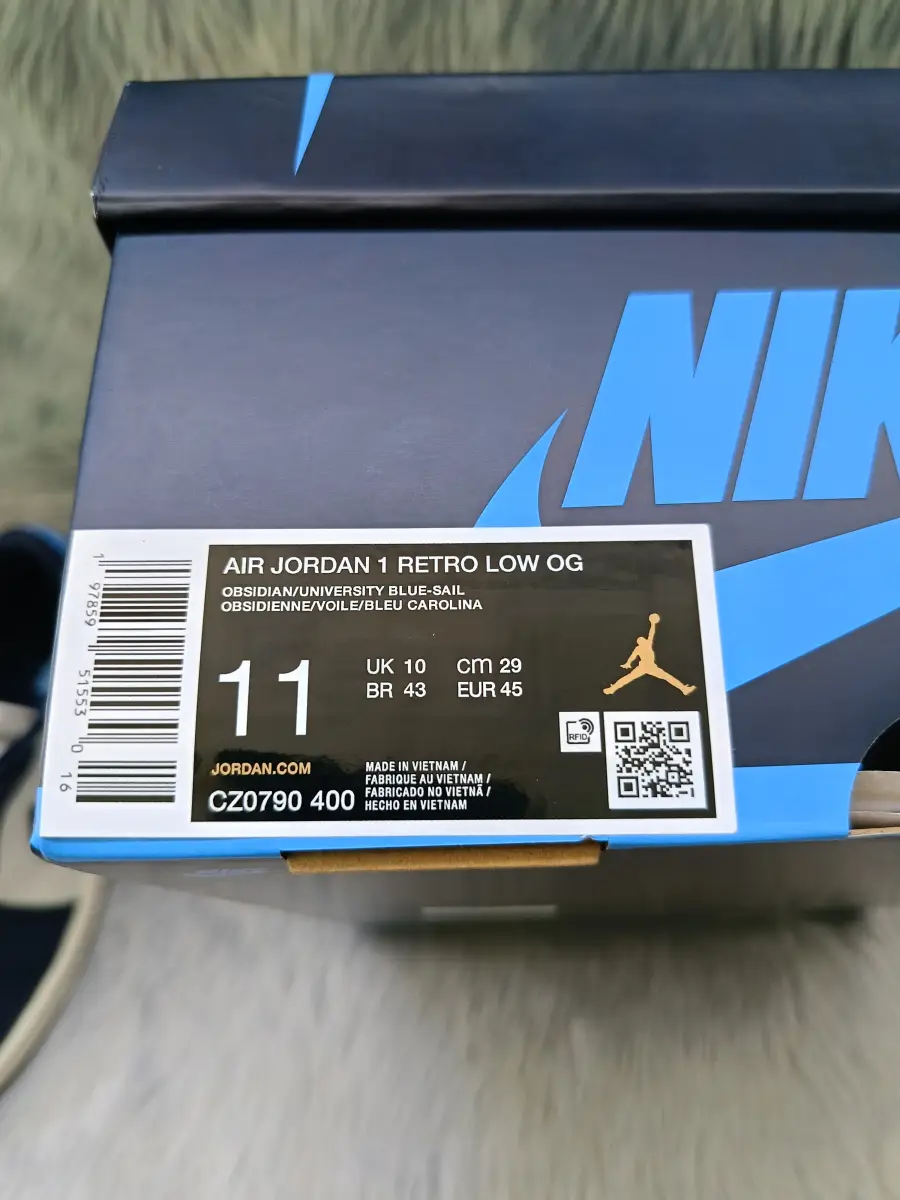 NIK
AIR JORDAN 1 RETRO LOW OG
OBSIDIAN/UNIVERSITY BLUE-SAIL
OBSIDIENNE/VOILE/BLEU CAROLINA
11
UK 10 cm 29
BR 43 EUR 45
RFID
JORDAN.COM
CZ0790 400
MADE IN VIETNAM /
FABRIQUE AU VIETNAM /
FABRICADO NO VIETNÃ /
HECHO EN VIETNAM
1 97859 51553 0 16